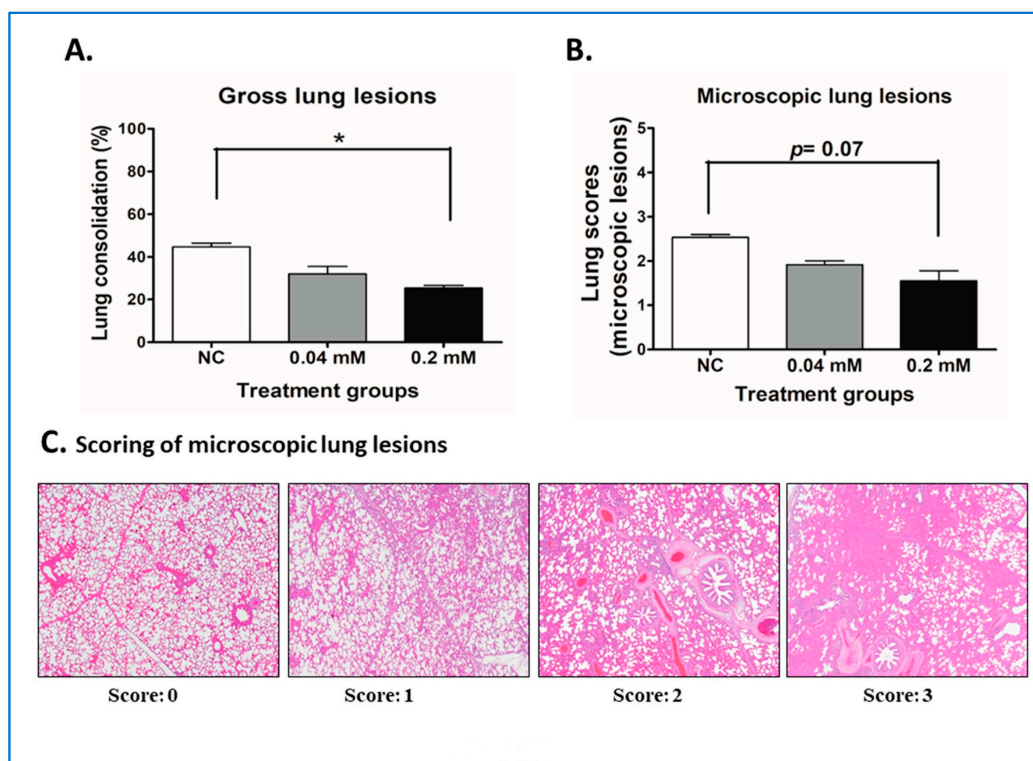 A.
Gross lung lesions
Lung consolidation (%)
100
80
60
40
20
0
*
NC
0.04 mM
0.2 mM
Treatment groups
B.
Microscopic lung lesions
Lung scores
(microscopic lesions)
5
4
3
2
1
0
p= 0.07
NC
0.04 mM
0.2 mM
Treatment groups
C. Scoring of microscopic lung lesions
Score: 0
Score: 1
Score: 2
Score: 3